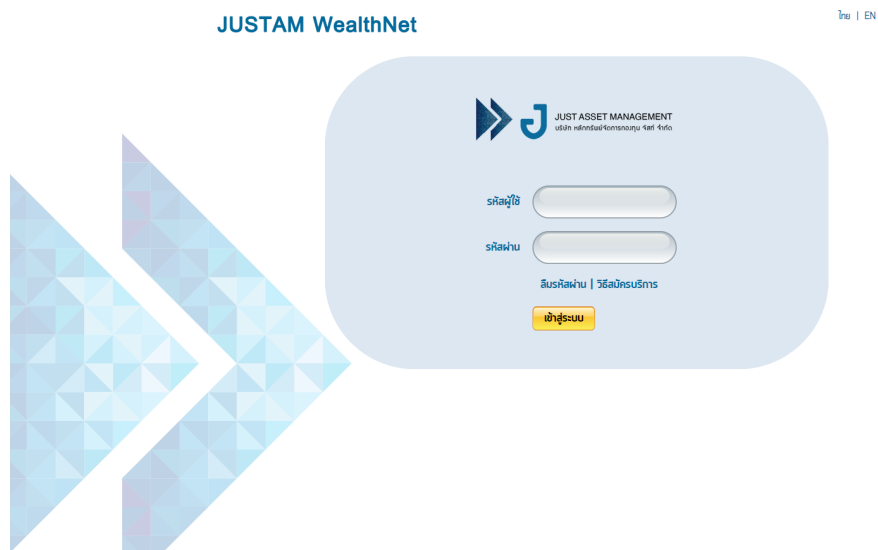 JUSTAM WealthNet
ไทย | EN
JUST ASSET MANAGEMENT
บริษัท หลักทรัพย์จัดการกองทุน จัสท์ จำกัด
รหัสผู้ใช้
รหัสผ่าน
ลืมรหัสผ่าน | วิธีสมัครบริการ
เข้าสู่ระบบ